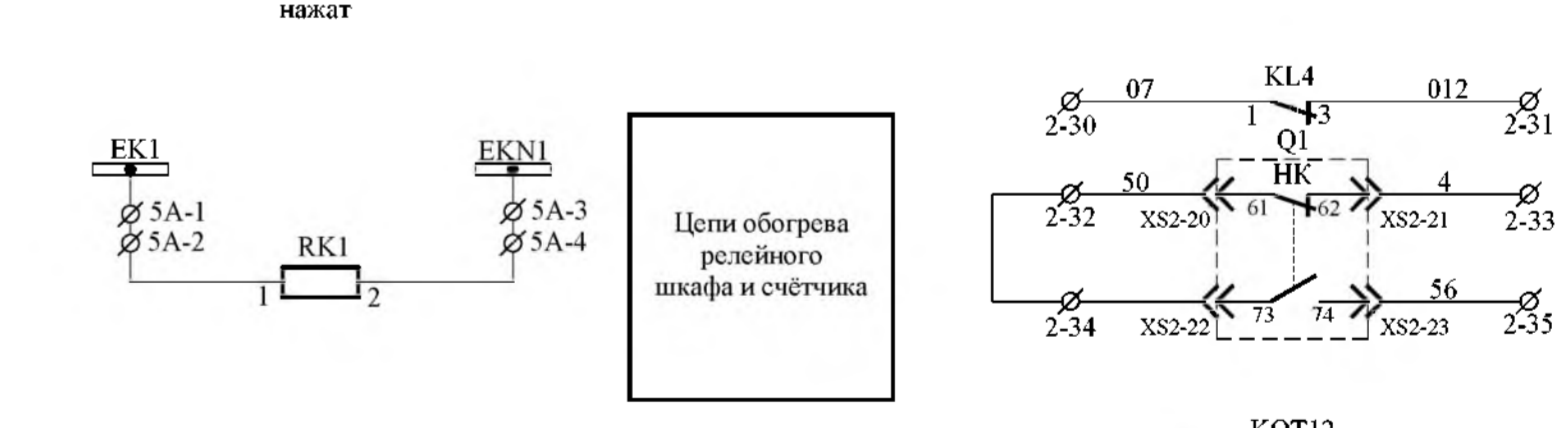 нажат
EK1
EKN1
5A-1
5A-2
5A-3
5A-4
RK1
1
2
Цепи обогрева
релейного
шкафа и счётчика
KL4
07
012
1
3
2-30
2-31
Q1
НК
50
4
61
62
2-32
XS2-20
XS2-21
2-33
56
73
74
2-34
XS2-22
XS2-23
2-35